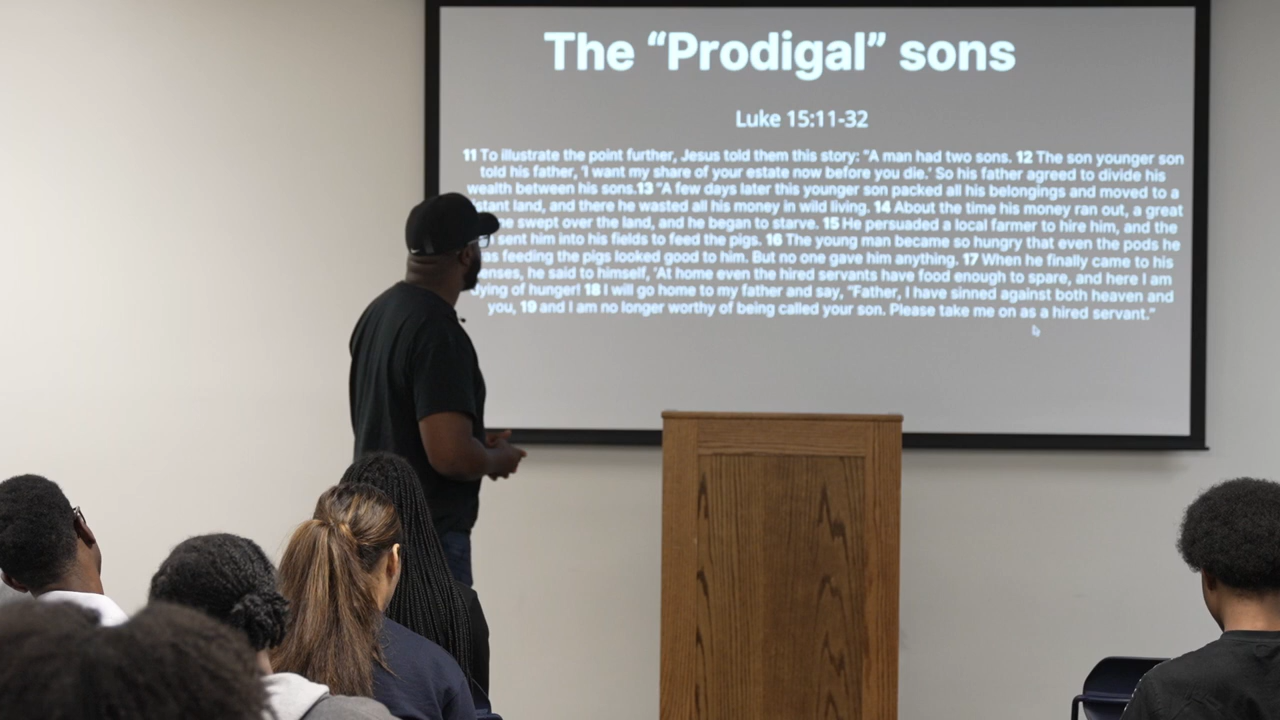 The “Prodigal” sons
Luke 15:11-32
11 To illustrate the point further, Jesus told them this story: “A man had two sons. 12 The son younger son
told his father, ‘I want my share of your estate now before you die.’ So his father agreed to divide his
wealth between his sons.13 “A few days later this younger son packed all his belongings and moved to a
stant land, and there he wasted all his money in wild living. 14 About the time his money ran out, a great
ne swept over the land, and he began to starve. 15 He persuaded a local farmer to hire him, and the
sent him into his fields to feed the pigs. 16 The young man became so hungry that even the pods he
as feeding the pigs looked good to him. But no one gave him anything. 17 When he finally came to his
enses, he said to himself, ‘At home even the hired servants have food enough to spare, and here I am
dying of hunger! 18 I will go home to my father and say, “Father, I have sinned against both heaven and
you, 19 and I am no longer worthy of being called your son. Please take me on as a hired servant.”